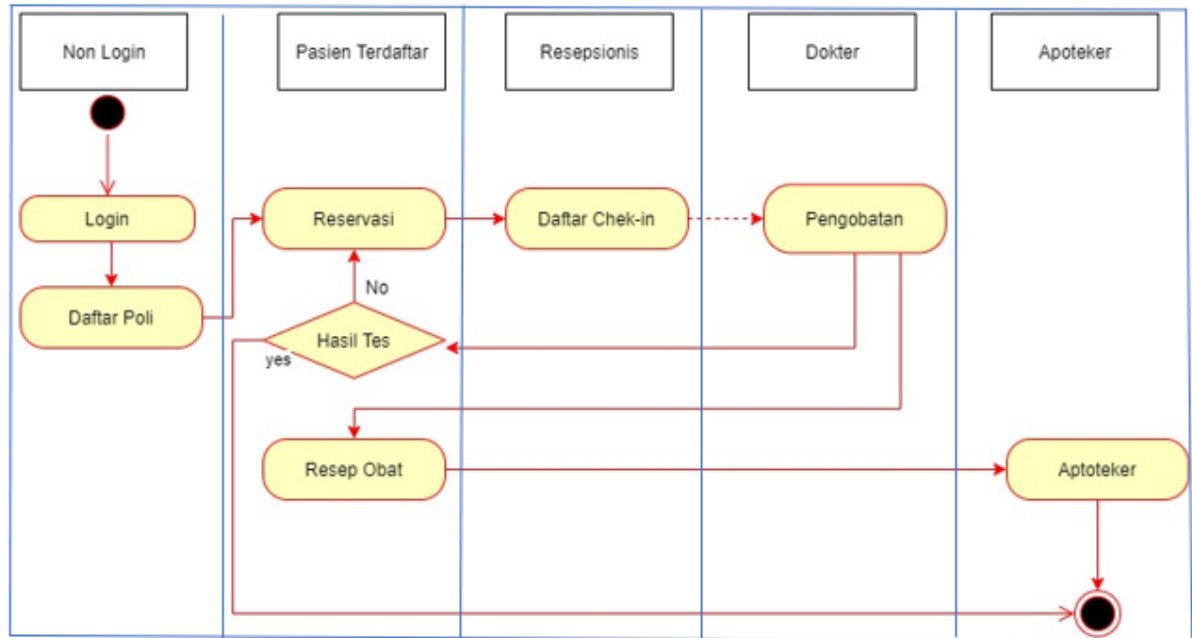 Non Login
Pasien Terdaftar
Resepsionis
Dokter
Apoteker
Login
Reservasi
Daftar Chek-in
Pengobatan
Daftar Poli
No
Hasil Tes
yes
Resep Obat
Aptoteker